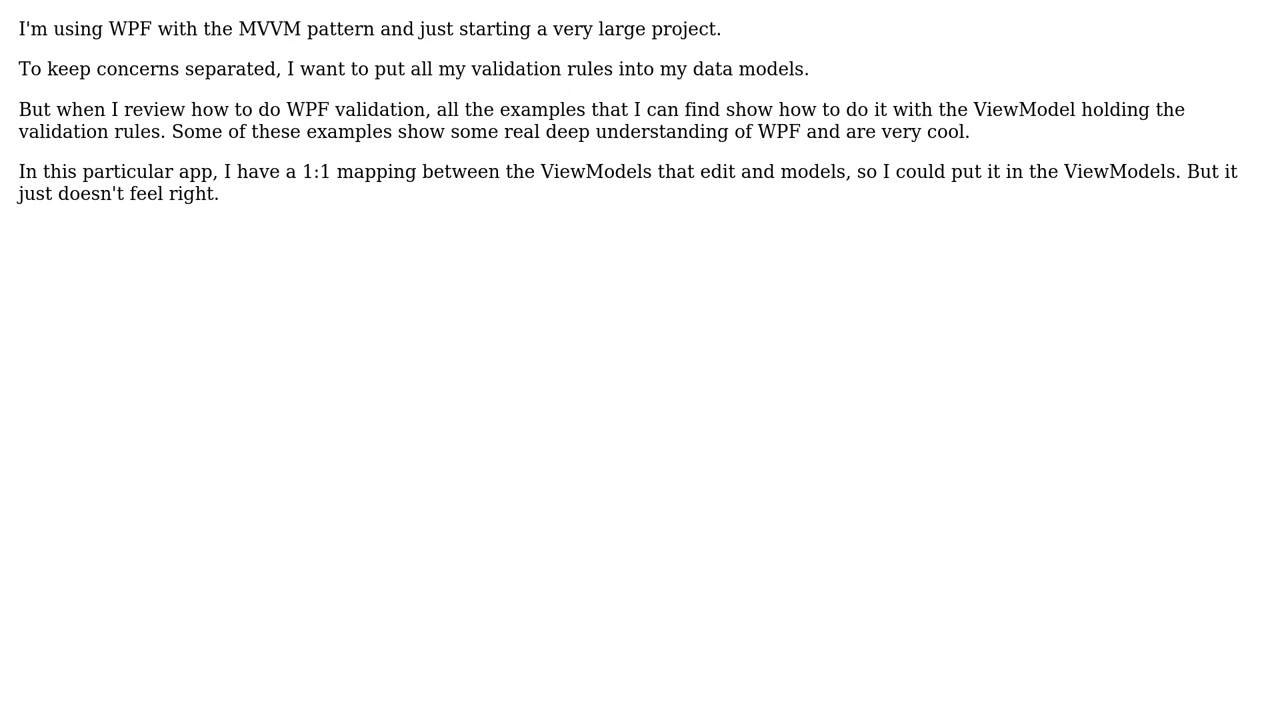 I'm using WPF with the MVVM pattern and just starting a very large project.
To keep concerns separated, I want to put all my validation rules into my data models.
But when I review how to do WPF validation, all the examples that I can find show how to do it with the ViewModel holding the
validation rules. Some of these examples show some real deep understanding of WPF and are very cool.
In this particular app, I have a 1:1 mapping between the ViewModels that edit and models, so I could put it in the ViewModels. But it
just doesn't feel right.